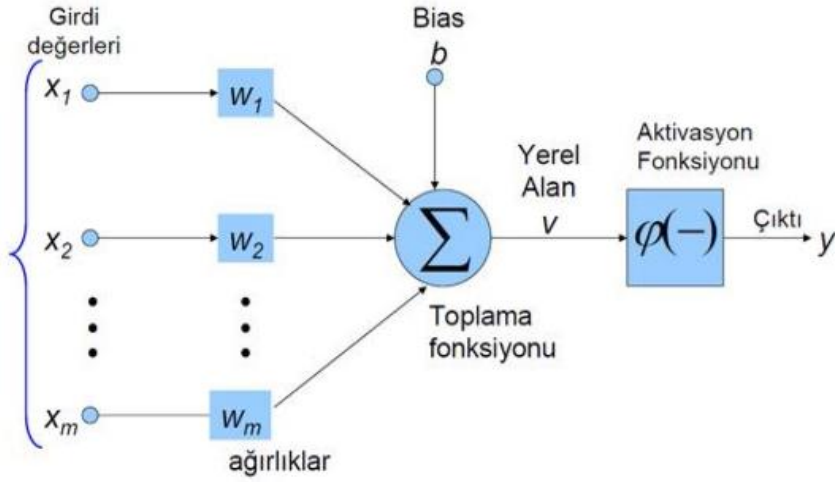 Girdi
değerleri
x1
w1
Bias
b
x2
w2
∑
Toplama
fonksiyonu
Yerel
Alan
v
Aktivasyon
Fonksiyonu
φ(−)
Çıktı
y
xm
wm
ağırlıklar